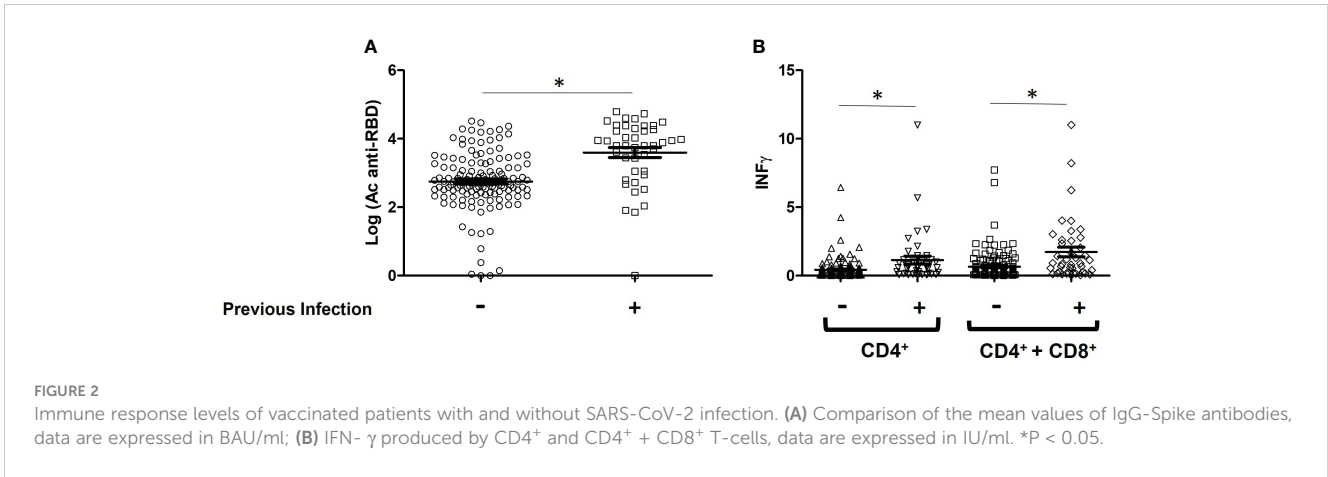 A
B
6
4
2
0
Log (Ac anti-RBD)
*
15
10
5
0
INFγ
*
*
Previous Infection
-
+
-
+
-
+
CD4⁺
CD4⁺ + CD8⁺
FIGURE 2
Immune response levels of vaccinated patients with and without SARS-CoV-2 infection. (A) Comparison of the mean values of IgG-Spike antibodies,
data are expressed in BAU/ml; (B) IFN- γ produced by CD4⁺ and CD4⁺ + CD8⁺ T-cells, data are expressed in IU/ml. *P < 0.05.